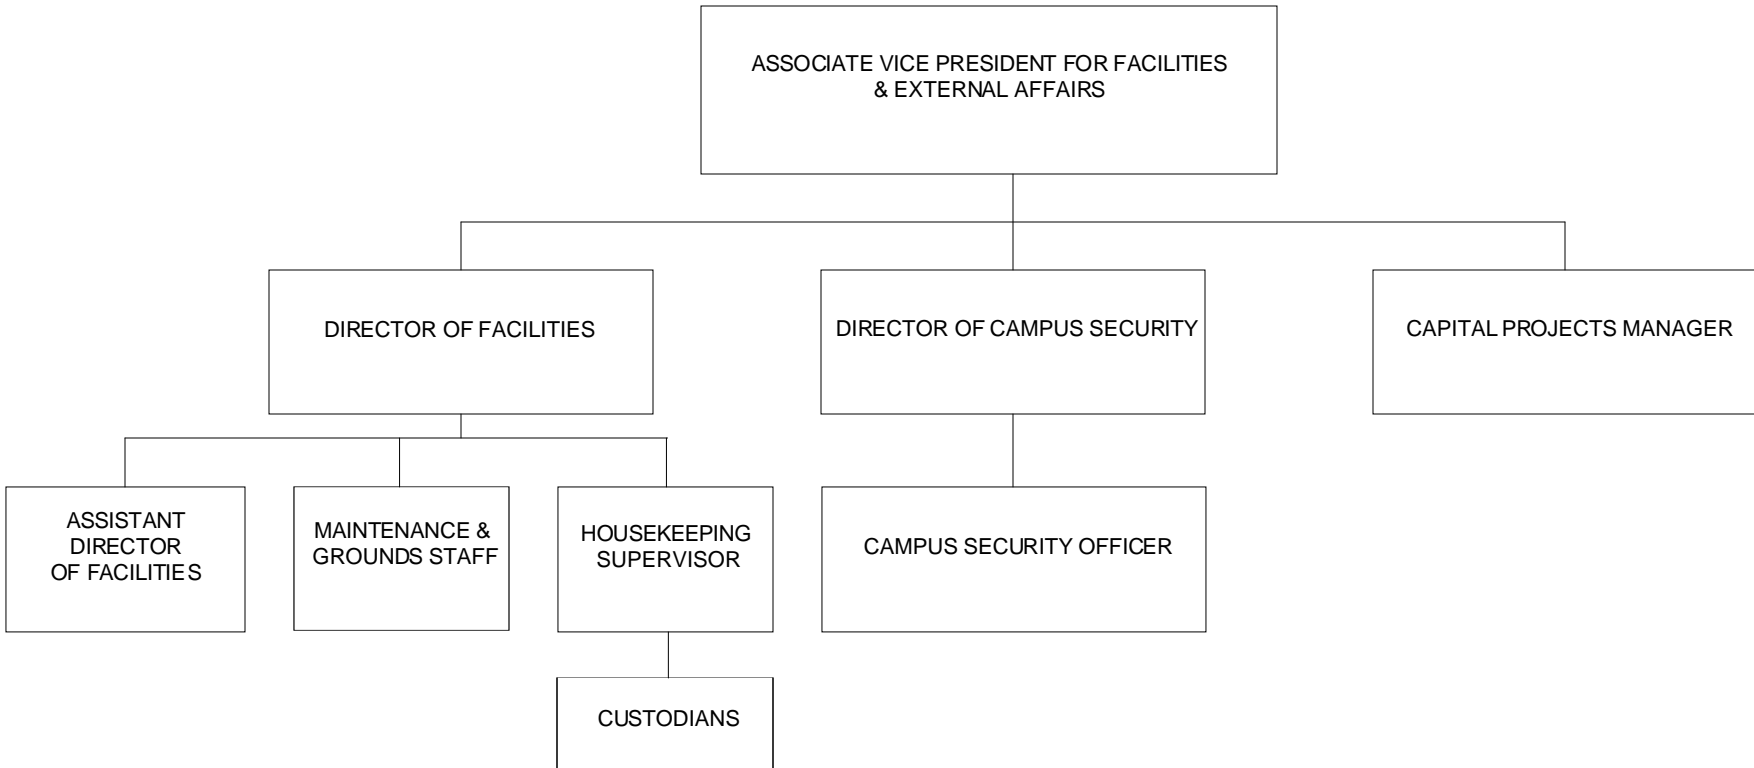 ASSOCIATE VICE PRESIDENT FOR FACILITIES
& EXTERNAL AFFAIRS
DIRECTOR OF FACILITIES
DIRECTOR OF CAMPUS SECURITY
CAPITAL PROJECTS MANAGER
ASSISTANT
DIRECTOR
OF FACILITIES
MAINTENANCE &
GROUNDS STAFF
HOUSEKEEPING
SUPERVISOR
CAMPUS SECURITY OFFICER
CUSTODIANS